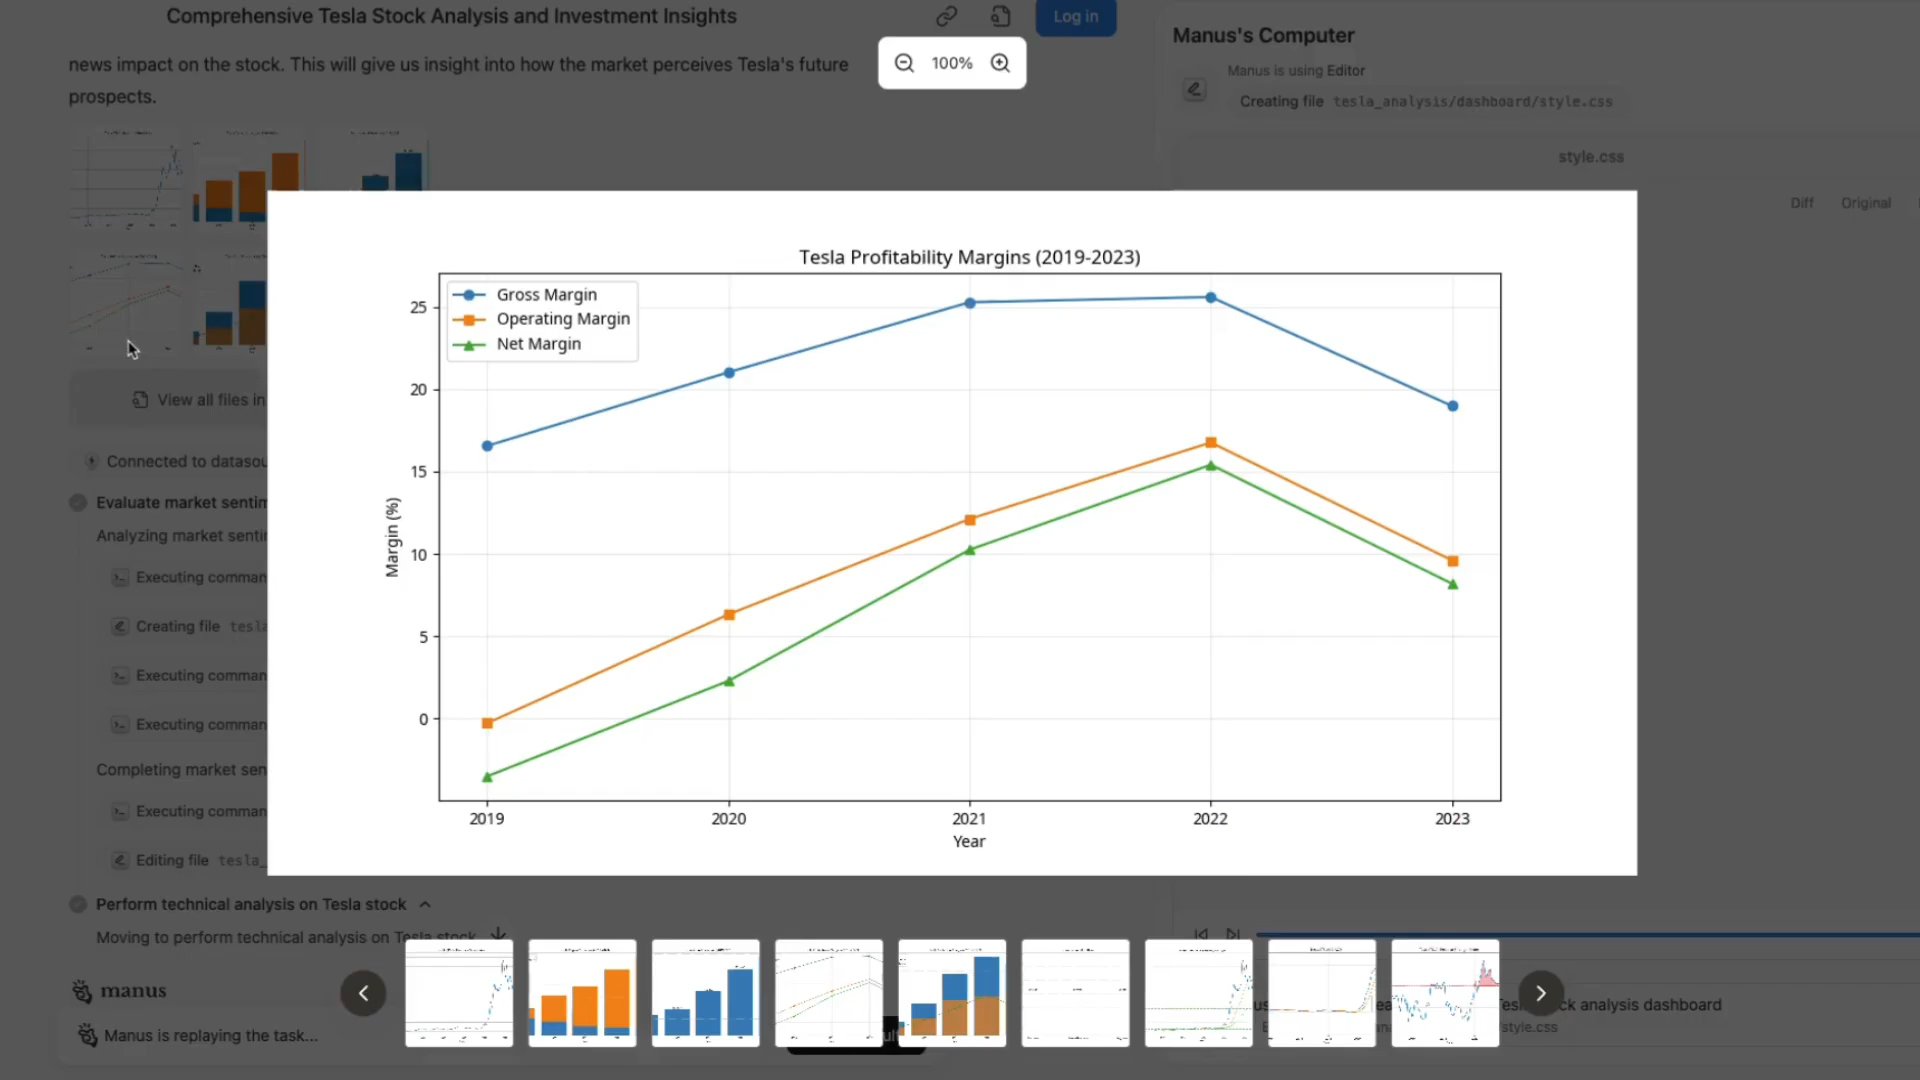 Comprehensive Tesla Stock Analysis and Investment Insights
Log in
news impact on the stock. This will give us insight into how the market perceives Tesla's future
prospects.
100%
Manus's Computer
Manus is using Editor
Creating file tesla_analysis/dashboard/style.css
style.css
Diff Original
Tesla Profitability Margins (2019-2023)
Gross Margin
Operating Margin
Net Margin
25
20
15
10
5
0
Margin (%)
2019 2020 2021 2022 2023
Year
View all files in
Connected to datasou
Evaluate market sentim
Analyzing market senti
Executing comman
Creating file tesla
Executing comman
Executing comman
Completing market sen
Executing comman
Editing file tesla_
Perform technical analysis on Tesla stock
Moving to perform technical analysis on Tesla stock
manus
Manus is replaying the task...
ck analysis dashboard
style.css